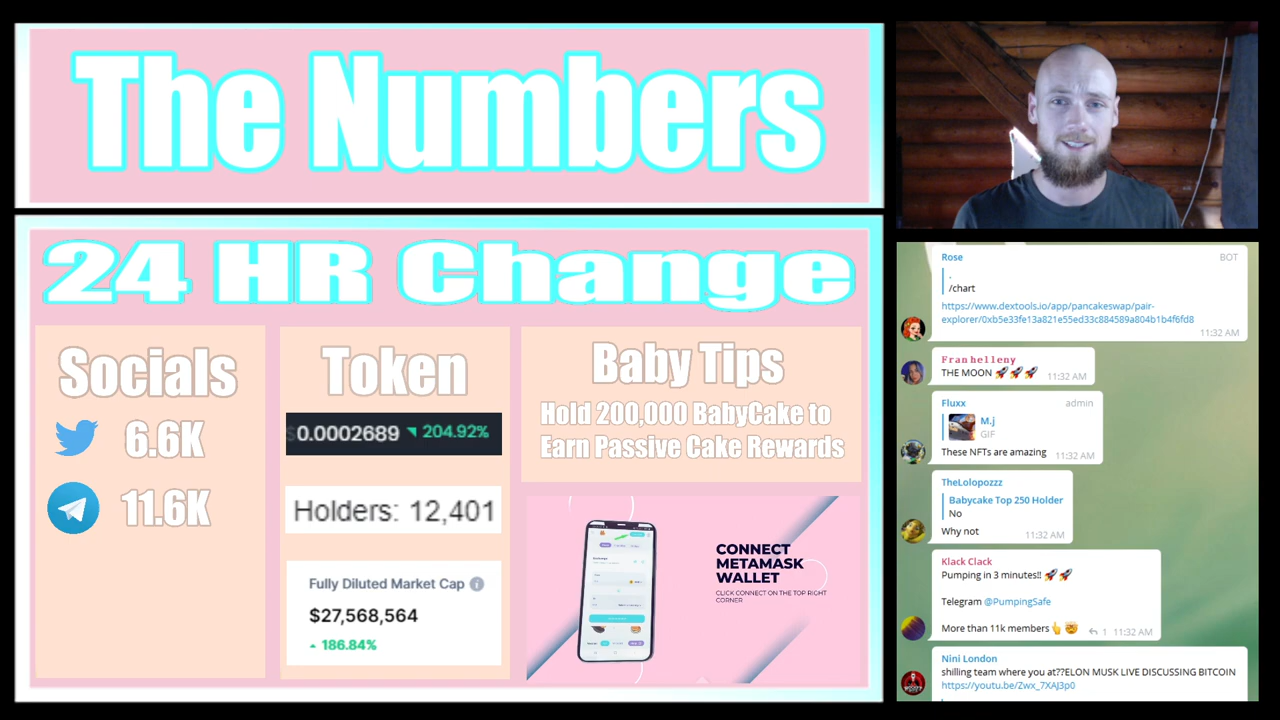 The Numbers
24 HR Change
Socials
6.6K
11.6K
Token
$0.0002689 204.92%
Holders: 12,401
Fully Diluted Market Cap
$27,568,564
186.84%
Baby Tips
Hold 200,000 BabyCake to
Earn Passive Cake Rewards
CONNECT
METAMASK
WALLET
CLICK CONNECT ON THE TOP RIGHT
CORNER
Rose BOT
.
/chart
https://www.dextools.io/app/pancakeswap/pair-
explorer/0xb5e33fe13a821e55ed33c884589a804b1b4f6fd8
11:32 AM
Franhelleny
THE MOON 🚀🚀🚀 11:32 AM
Fluxx admin
M.j
GIF
These NFTs are amazing 11:32 AM
TheLolopozzz
Babycake Top 250 Holder
No
Why not 11:32 AM
Klack Clack
Pumping in 3 minutes!! 🚀🚀
Telegram @PumpingSafe
More than 11k members👆🤯 1 11:32 AM
Nini London
shilling team where you at??ELON MUSK LIVE DISCUSSING BITCOIN
https://youtu.be/Zwx_7XAJ3p0